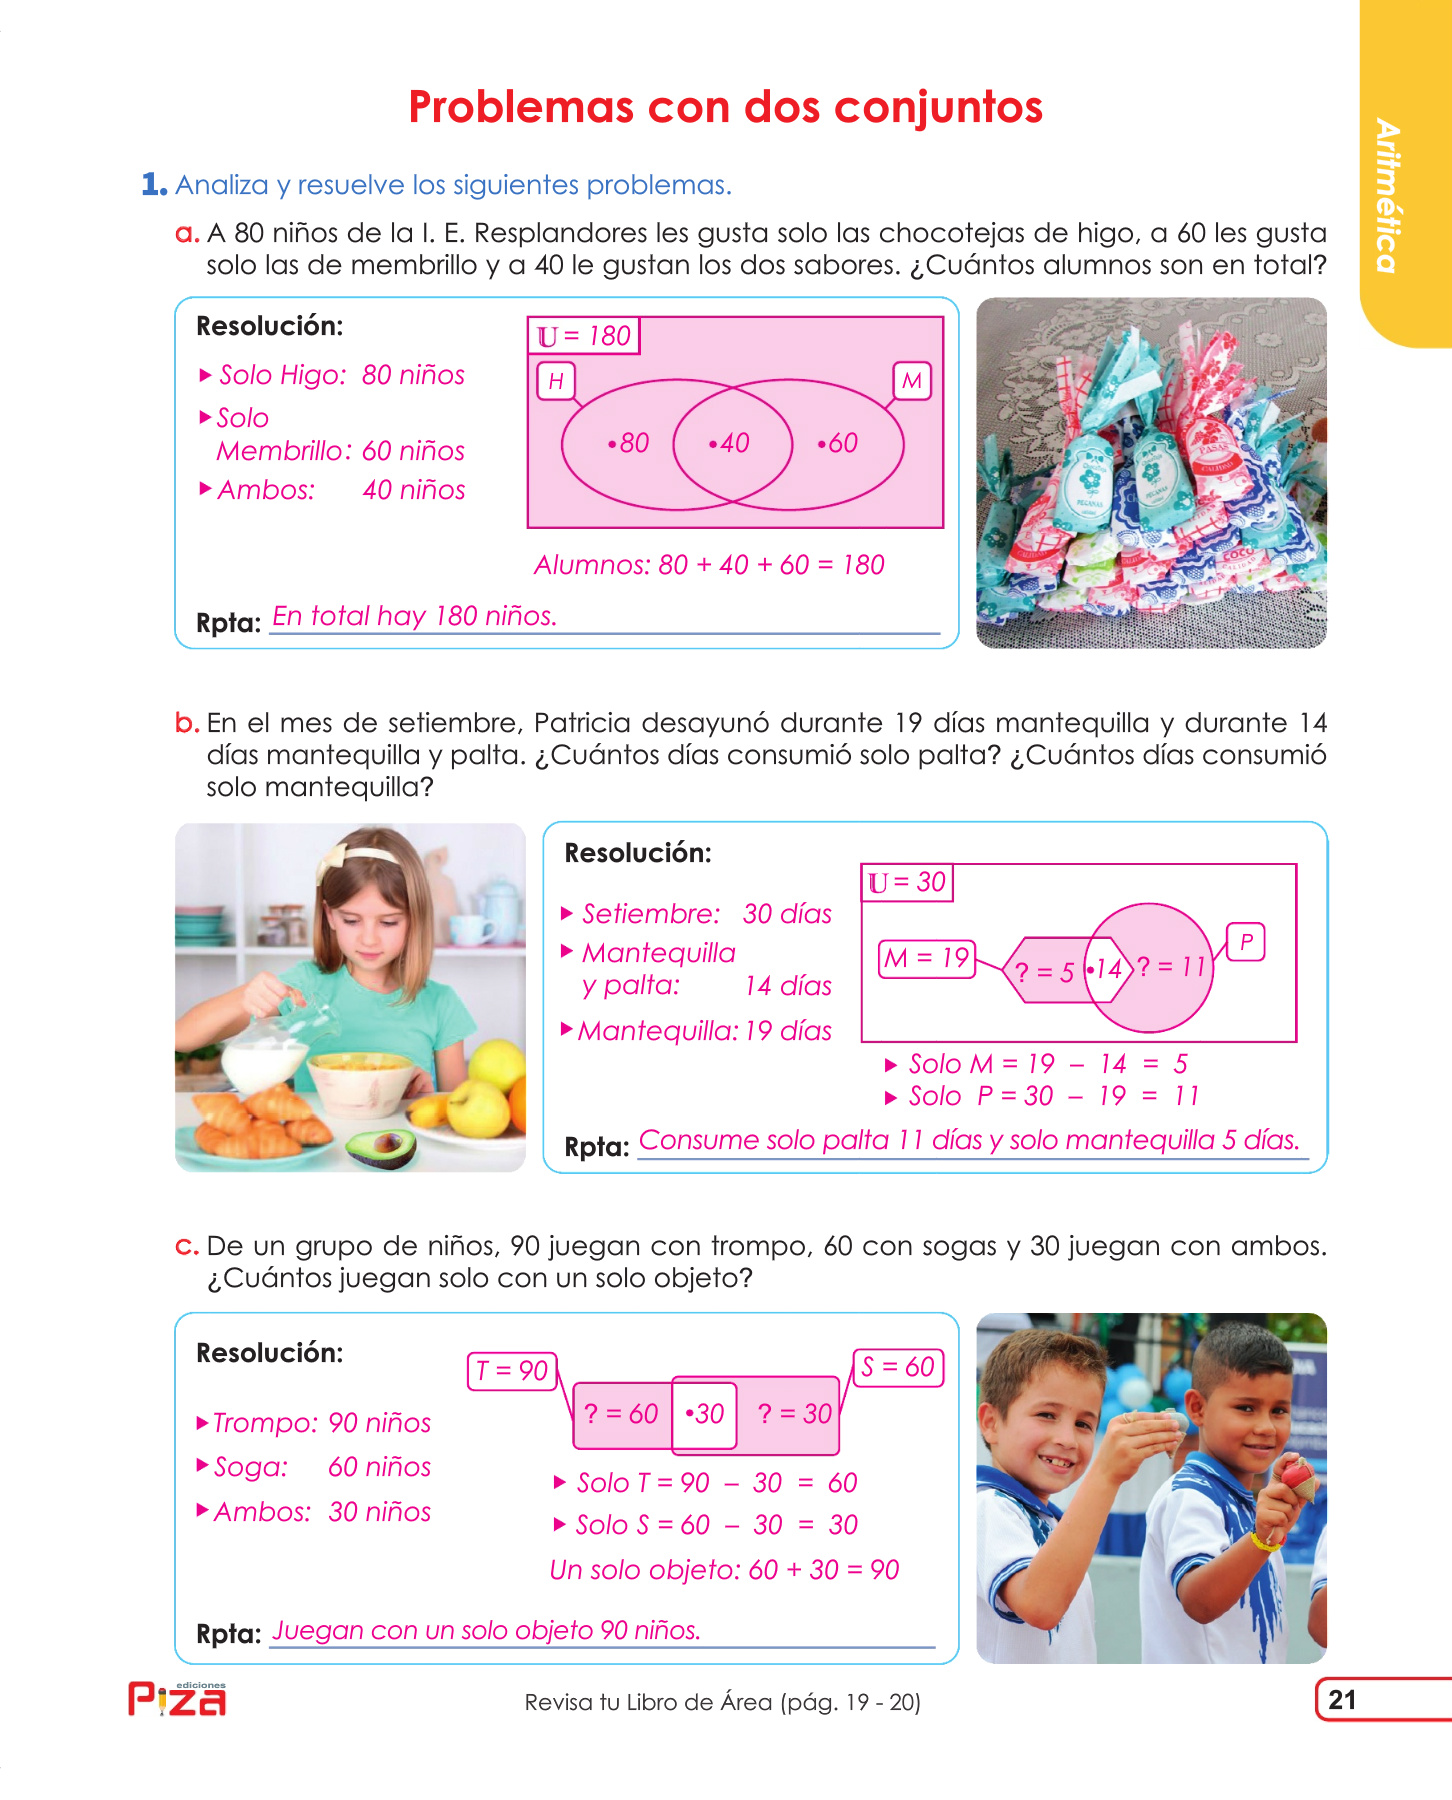 Aritmética
Problemas con dos conjuntos
1. Analiza y resuelve los siguientes problemas.
a. A 80 niños de la I. E. Resplandores les gusta solo las chocotejas de higo, a 60 les gusta
solo las de membrillo y a 40 le gustan los dos sabores. ¿Cuántos alumnos son en total?
Resolución:
Solo Higo: 80 niños
Solo
Membrillo: 60 niños
Ambos: 40 niños
𝕌 = 180
H
M
•80 •40 •60
Alumnos: 80 + 40 + 60 = 180
Rpta: En total hay 180 niños.
b. En el mes de setiembre, Patricia desayunó durante 19 días mantequilla y durante 14
días mantequilla y palta. ¿Cuántos días consumió solo palta? ¿Cuántos días consumió
solo mantequilla?
Resolución:
Setiembre: 30 días
Mantequilla
y palta: 14 días
Mantequilla: 19 días
𝕌 = 30
M = 19
P
? = 5 •14 ? = 11
Solo M = 19 – 14 = 5
Solo P = 30 – 19 = 11
Rpta: Consume solo palta 11 días y solo mantequilla 5 días.
c. De un grupo de niños, 90 juegan con trompo, 60 con sogas y 30 juegan con ambos.
¿Cuántos juegan solo con un solo objeto?
Resolución:
Trompo: 90 niños
Soga: 60 niños
Ambos: 30 niños
T = 90
S = 60
? = 60 •30 ? = 30
Solo T = 90 – 30 = 60
Solo S = 60 – 30 = 30
Un solo objeto: 60 + 30 = 90
Rpta: Juegan con un solo objeto 90 niños.
ediciones
Piza
Revisa tu Libro de Área (pág. 19 - 20)
21